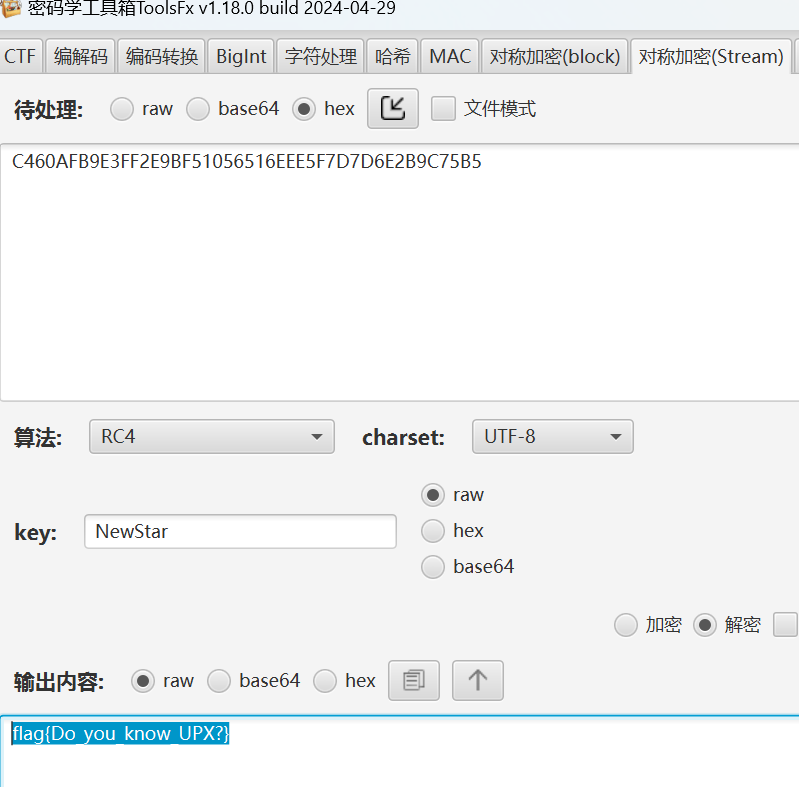 密码学工具箱ToolsFx v1.18.0 build 2024-04-29
CTF 编解码 编码转换 BigInt 字符处理 哈希 MAC 对称加密(block) 对称加密(Stream)
待处理: raw base64 hex 文件模式
C460AFB9E3FF2E9BF51056516EEE5F7D7D6E2B9C75B5
算法: RC4 charset: UTF-8
raw
key: NewStar hex
base64
加密 解密
输出内容: raw base64 hex
flag{Do_you_know_UPX?}